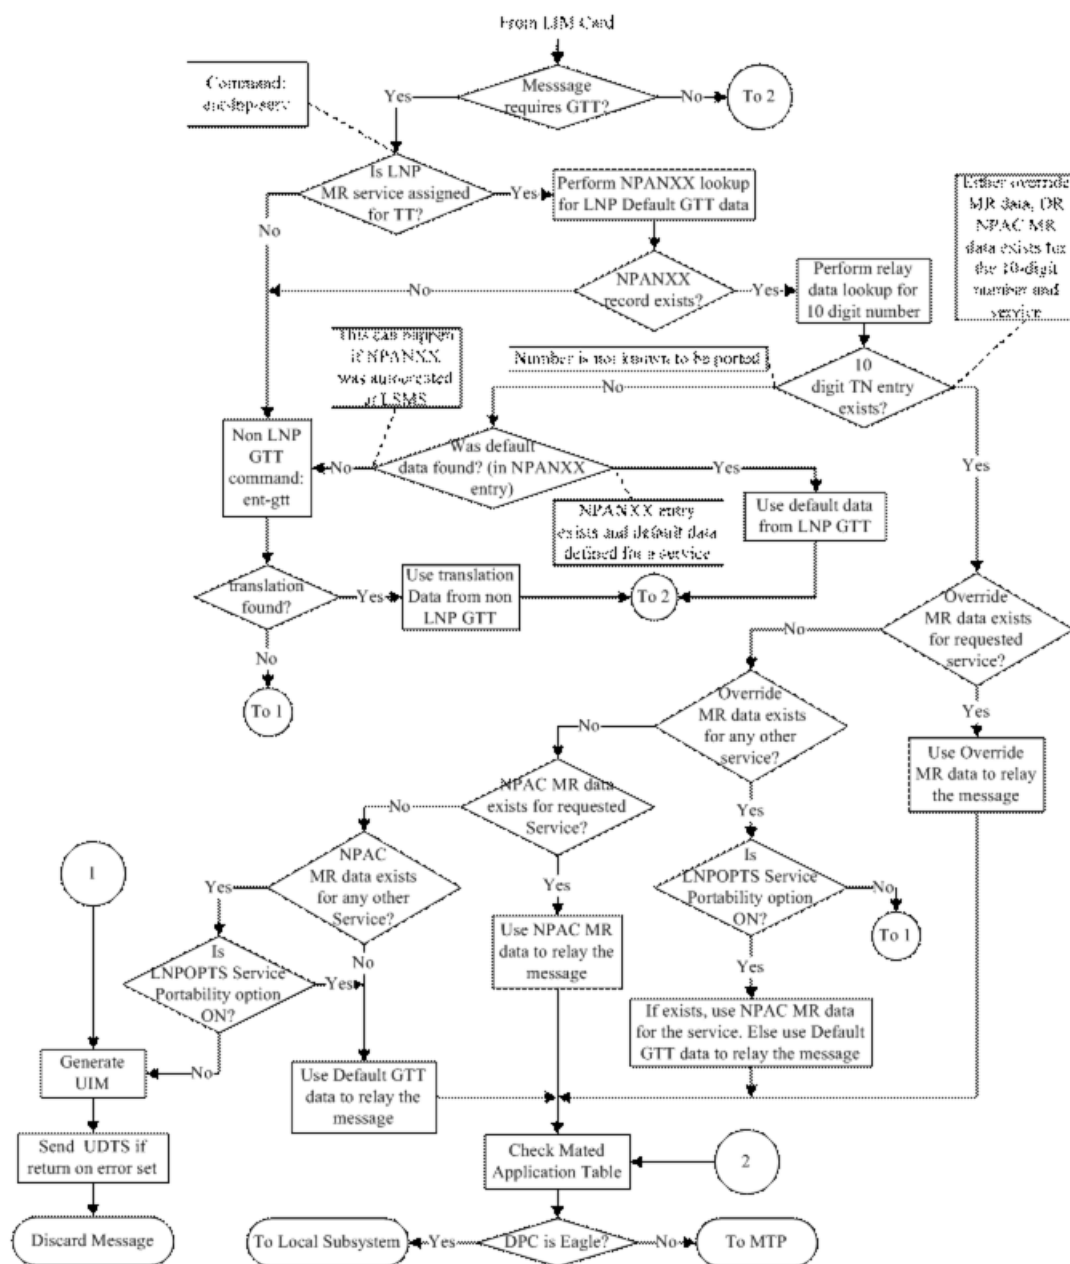 From LIM Card
Command:
ent-lnp-serv
Messsage
requires GTT?
Yes
No
To 2
Is LNP
MR service assigned
for TT?
Yes
No
Perform NPANXX lookup
for LNP Default GTT data
Either override
MR data, OR
NPAC MR
data exists for
the 10-digit
number and
service
NPANXX
record exists?
No
Yes
Perform relay
data lookup for
10 digit number
This can happen
if NPANXX
was autocreated
at LSMS
Number is not known to be ported
10
digit TN entry
exists?
No
Yes
Non LNP
GTT
command:
ent-gtt
No
Was default
data found? (in NPANXX
entry)
Yes
NPANXX entry
exists and default data
defined for a service
Use default data
from LNP GTT
translation
found?
Yes
No
Use translation
Data from non
LNP GTT
To 2
To 1
Override
MR data exists
for requested
service?
No
Yes
Use Override
MR data to relay
the message
Override
MR data exists
for any other
service?
No
Yes
NPAC MR data
exists for requested
Service?
No
Yes
Is
LNPOPTS Service
Portability option
ON?
No
To 1
Yes
1
NPAC
MR data exists
for any other
Service?
Yes
No
Use NPAC MR
data to relay the
message
Is
LNPOPTS Service
Portability option
ON?
Yes
No
If exists, use NPAC MR data
for the service. Else use Default
GTT data to relay the message
Generate
UIM
Use Default GTT
data to relay the
message
Send UDTS if
return on error set
Check Mated
Application Table
2
Discard Message
To Local Subsystem
Yes
DPC is Eagle?
No
To MTP